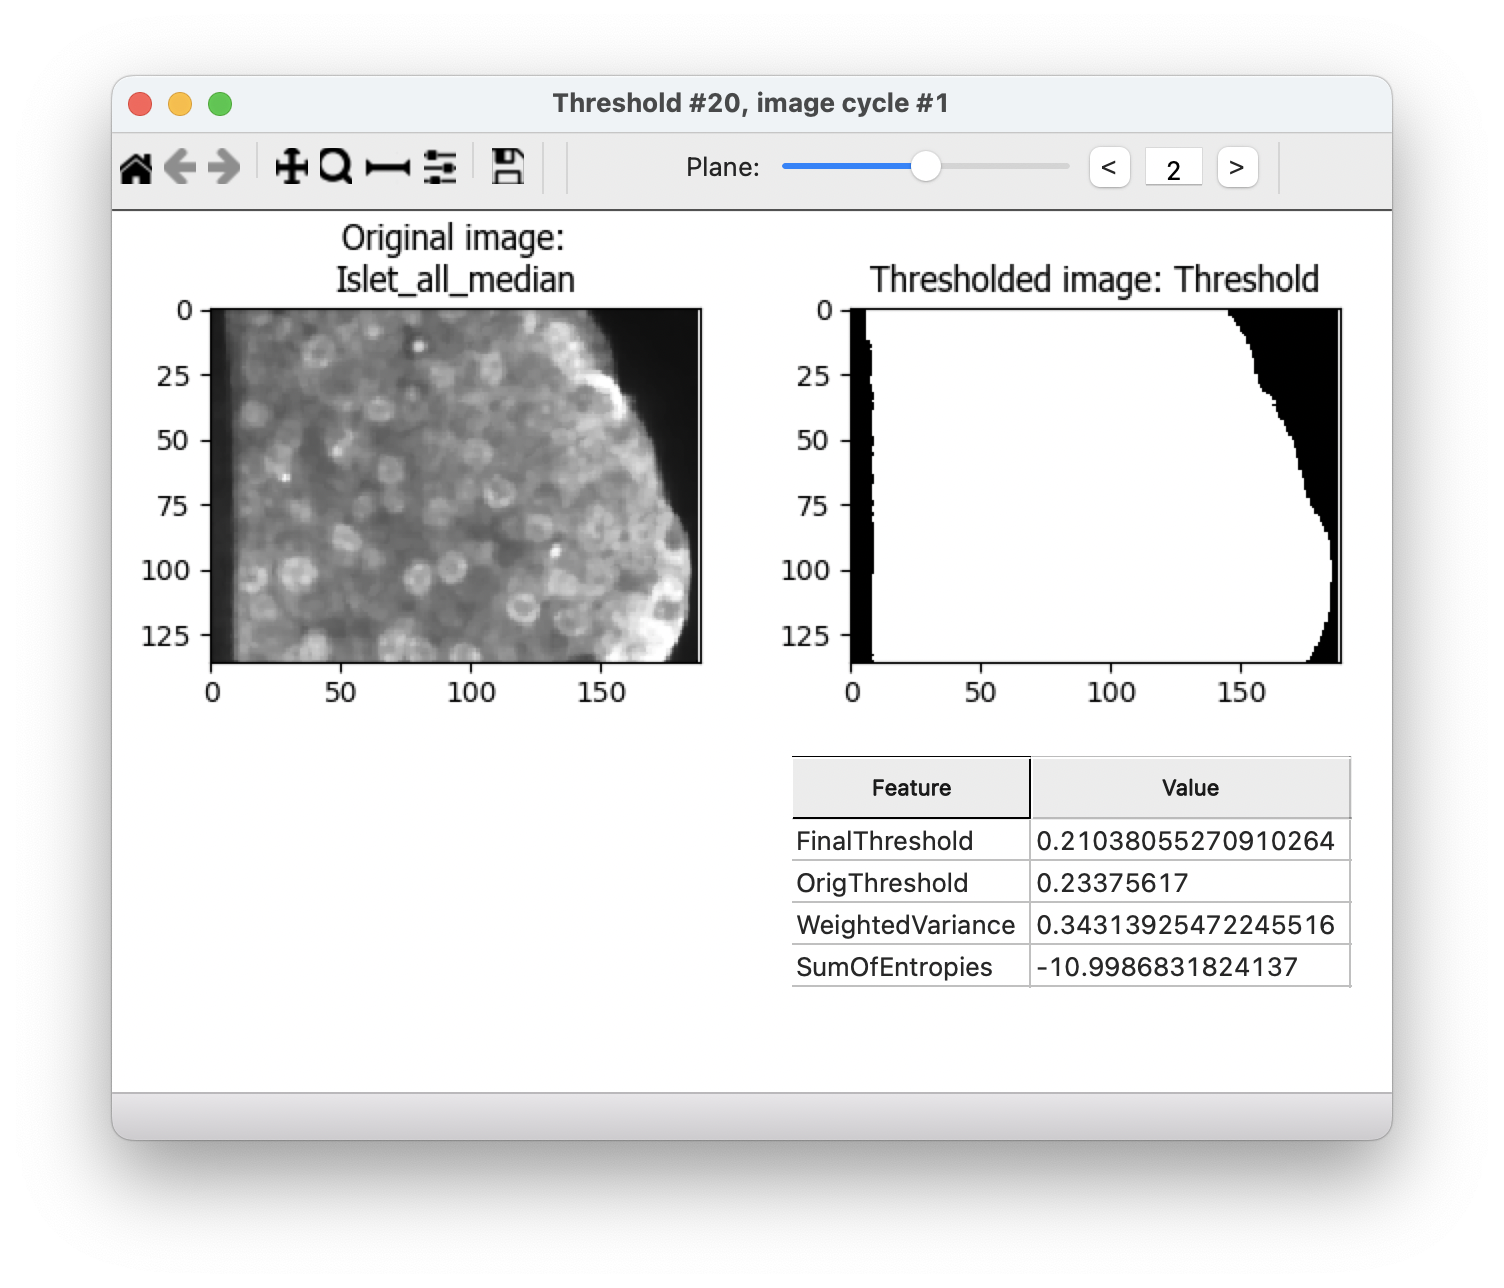 Threshold #20, image cycle #1
Plane:
<
2
>
Original image:
Islet_all_median
0
25
50
75
100
125
0 50 100 150
Thresholded image: Threshold
0
25
50
75
100
125
0 50 100 150
Feature Value
FinalThreshold 0.21038055270910264
OrigThreshold 0.23375617
WeightedVariance 0.34313925472245516
SumOfEntropies -10.9986831824137